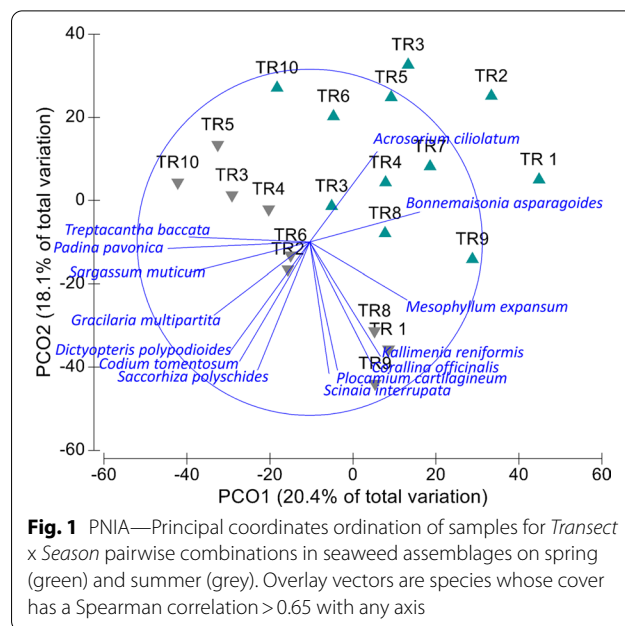 40
TR3
TR10
TR5
TR2
20
TR6
TR5
Acrosorium ciliolatum
TR10
TR3
TR4
TR7
TR 1
TR4
TR3
0
Bonnemaisonia asparagoides
Treptacantha baccata
TR6
TR8
Padina pavonica
TR2
TR9
Sargassum muticum
-20
Mesophyllum expansum
Gracilaria multipartita
TR8
TR 1
Dictyopteris polypodioides
Kallimenia reniformis
Codium tomentosum
TR9
Corallina officinalis
-40
Saccorhiza polyschides
Plocamium cartilagineum
Scinaia interrupata
-60
PCO2 (18.1% of total variation)
-60 -40 -20 0 20 40 60
PCO1 (20.4% of total variation)
Fig. 1 PNIA—Principal coordinates ordination of samples for Transect
x Season pairwise combinations in seaweed assemblages on spring
(green) and summer (grey). Overlay vectors are species whose cover
has a Spearman correlation > 0.65 with any axis